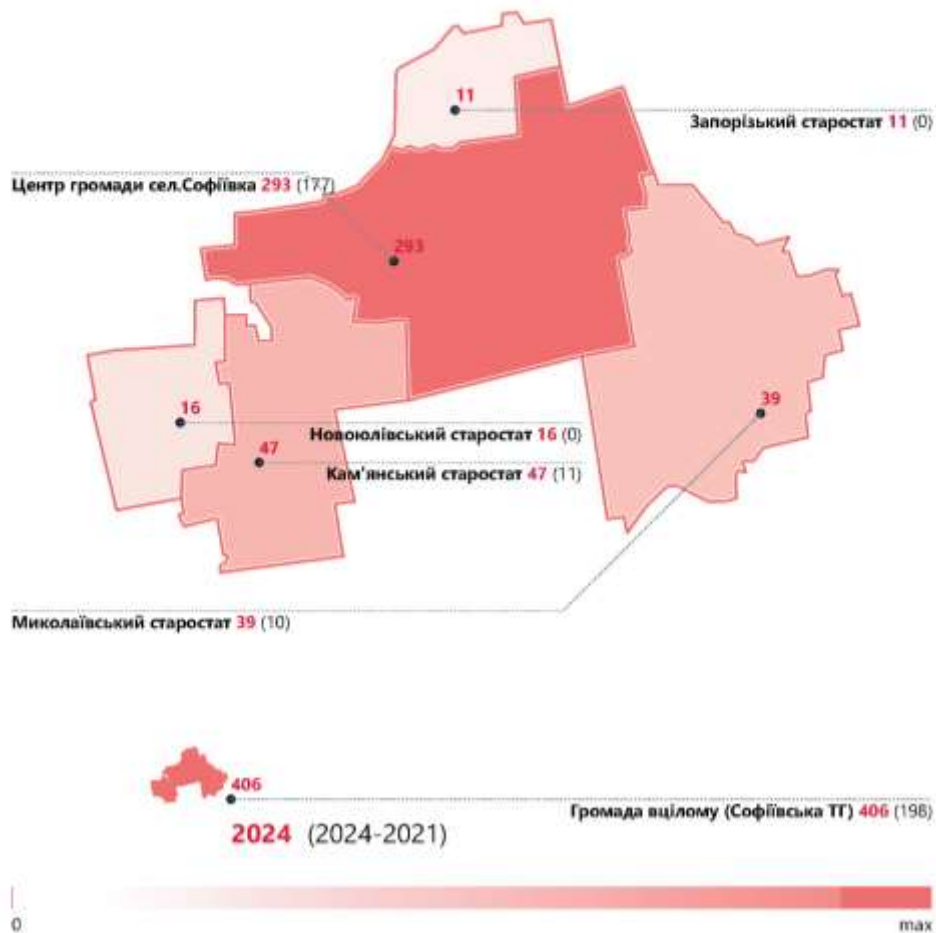 11
Запорізький старостат 11 (0)
Центр громади сел.Софіївка 293 (177)
293
16
39
Новоюлівський старостат 16 (0)
47
Кам'янський старостат 47 (11)
Миколаївський старостат 39 (10)
406
Громада вцілому (Софіївська ТГ) 406 (198)
2024 (2024-2021)
0 max